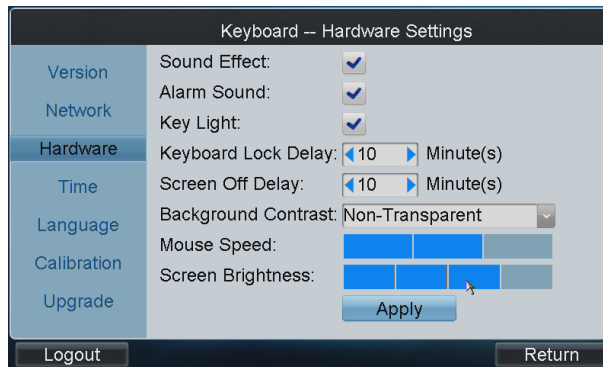 Keyboard -- Hardware Settings
Version
Network
Hardware
Time
Language
Calibration
Upgrade
Sound Effect:
Alarm Sound:
Key Light:
Keyboard Lock Delay: 10 Minute(s)
Screen Off Delay: 10 Minute(s)
Background Contrast: Non-Transparent
Mouse Speed:
Screen Brightness:
Apply
Logout
Return